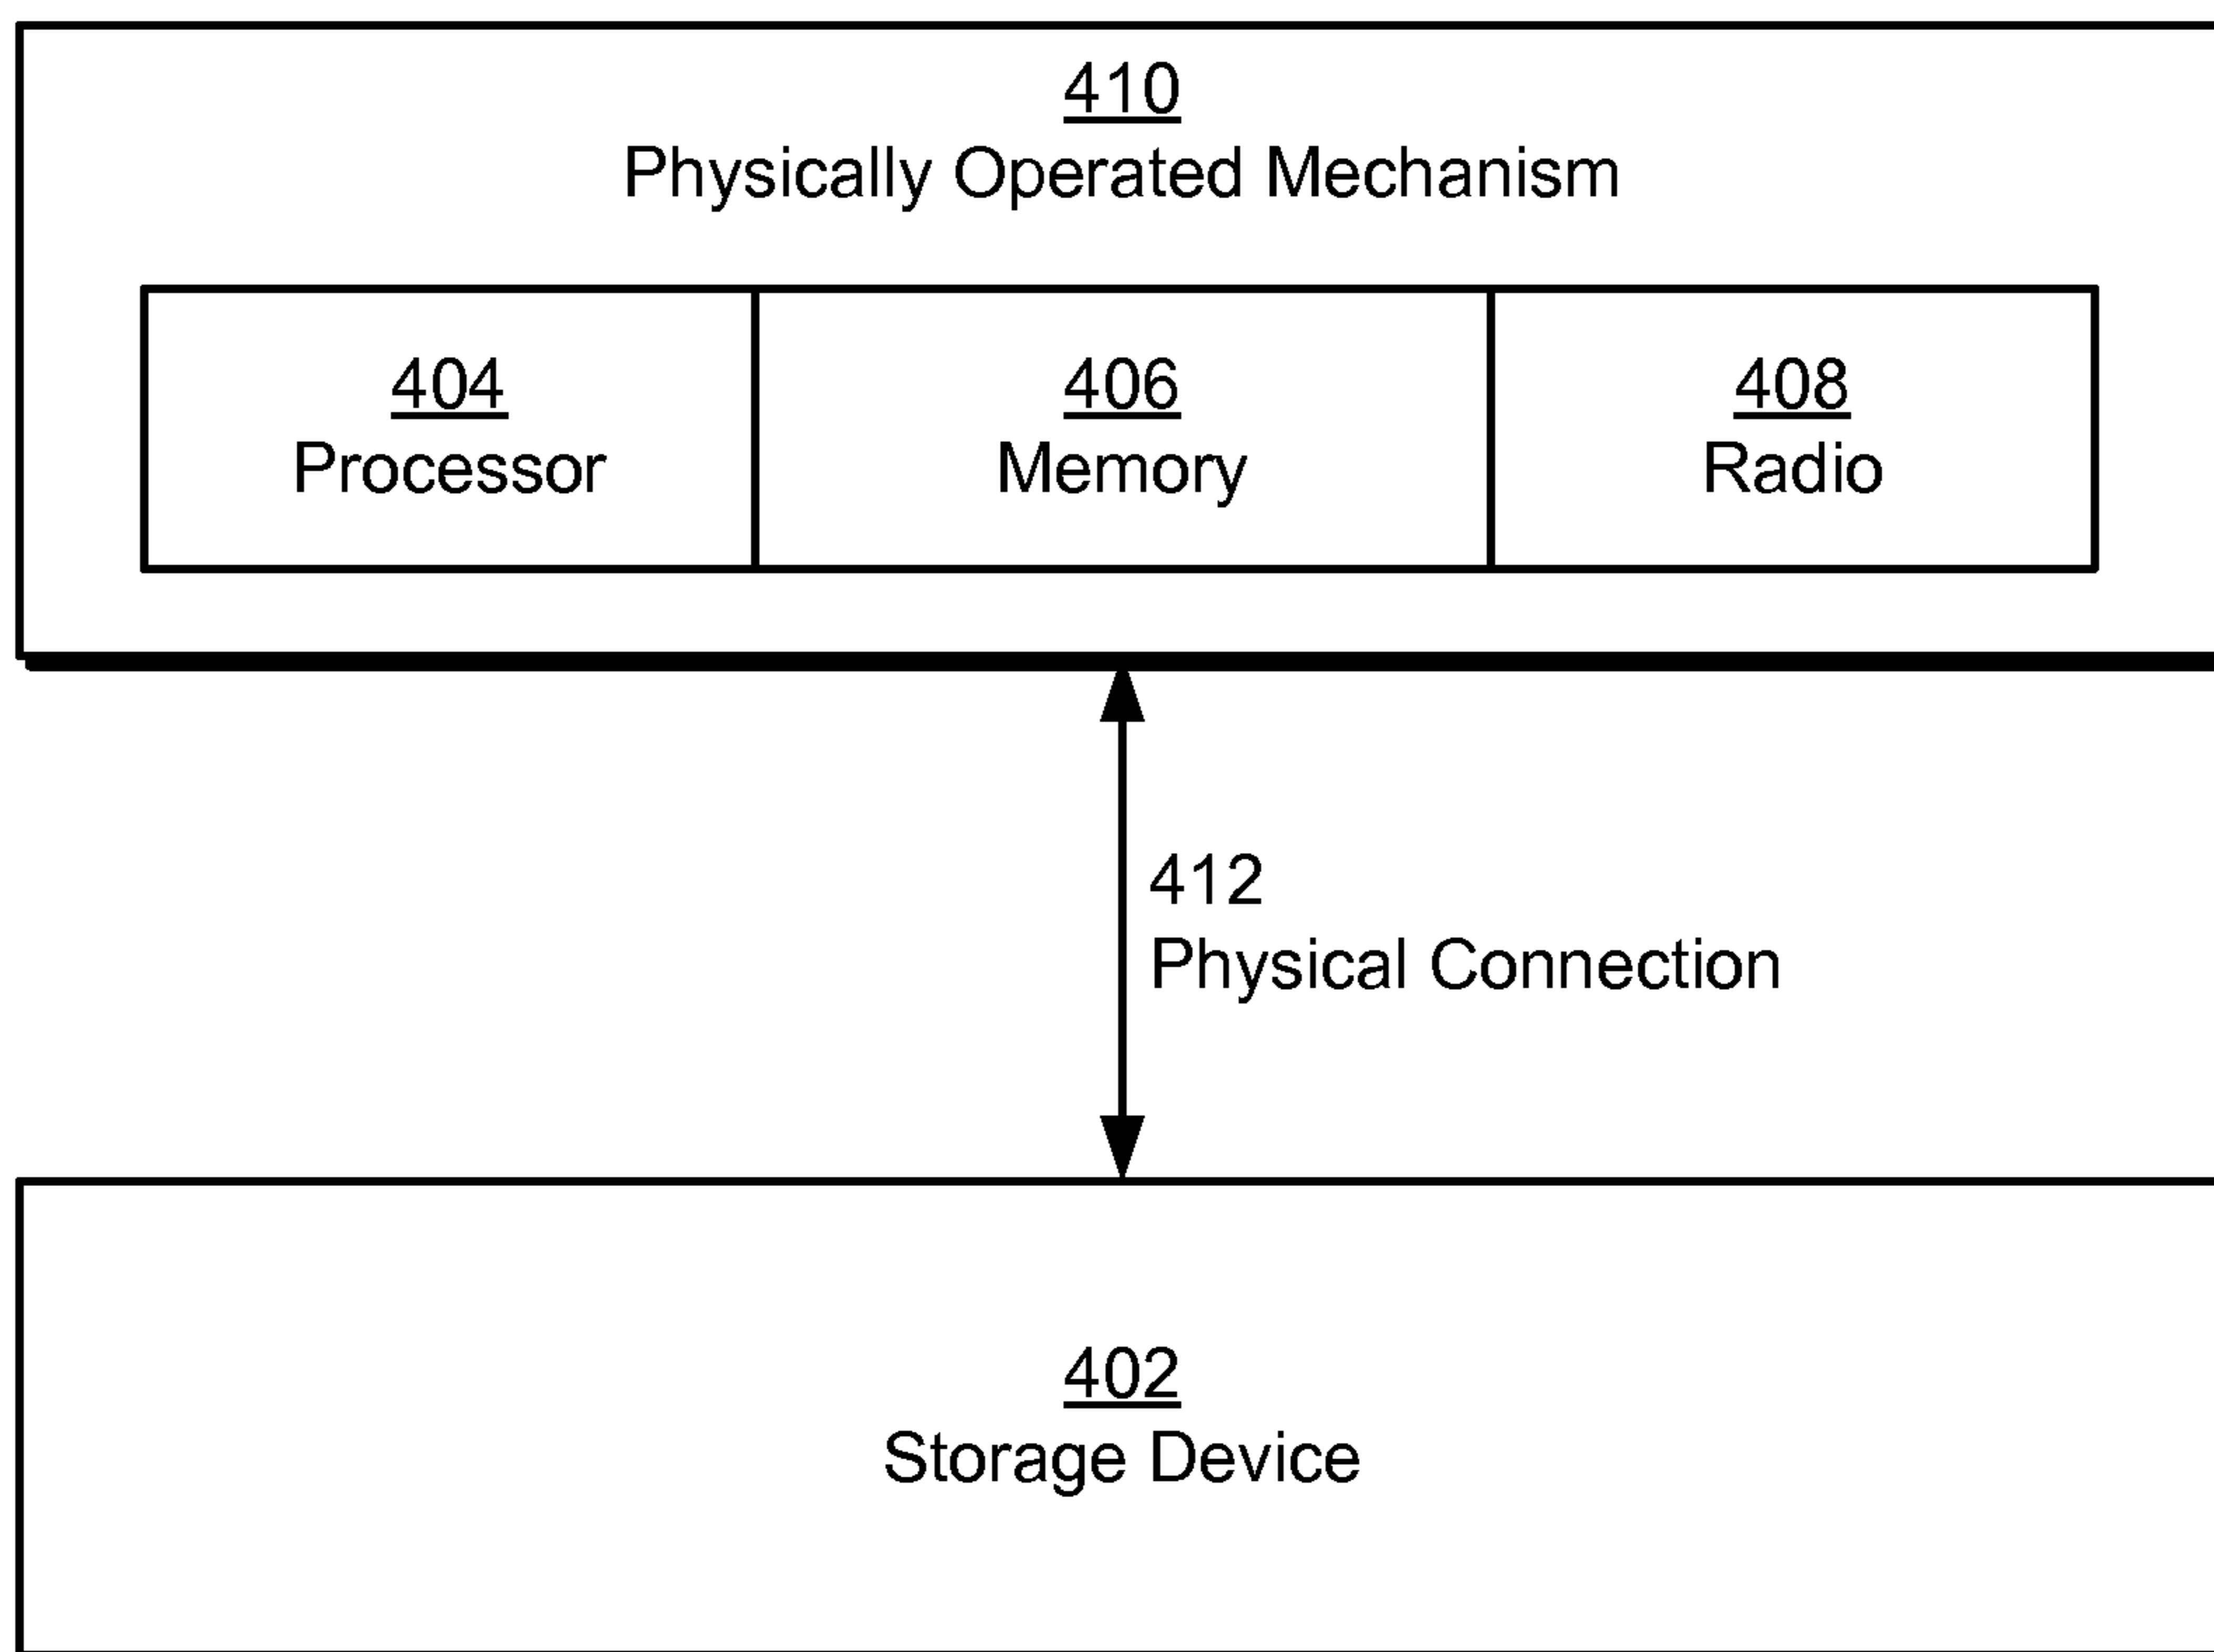 410
Physically Operated Mechanism
404
Processor
406
Memory
408
Radio
412
Physical Connection
402
Storage Device